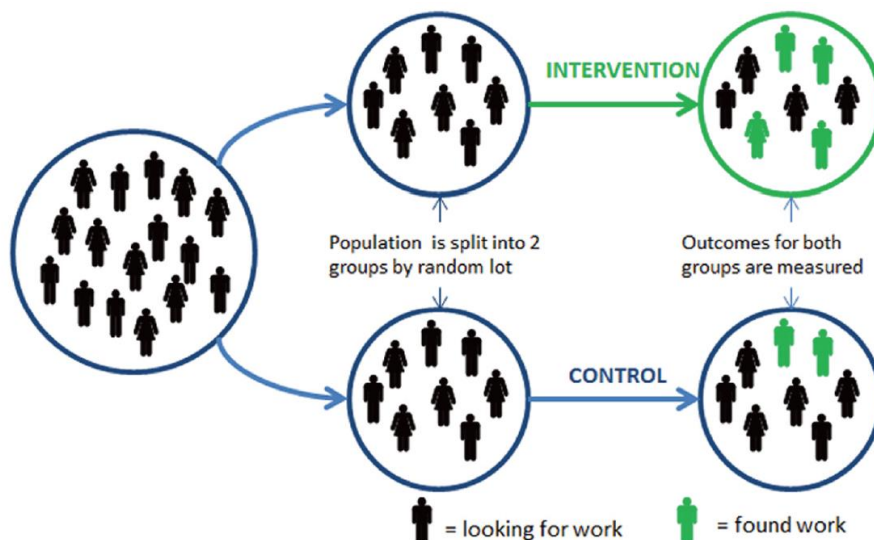 INTERVENTION
Population is split into 2
groups by random lot
Outcomes for both
groups are measured
CONTROL
= looking for work
= found work